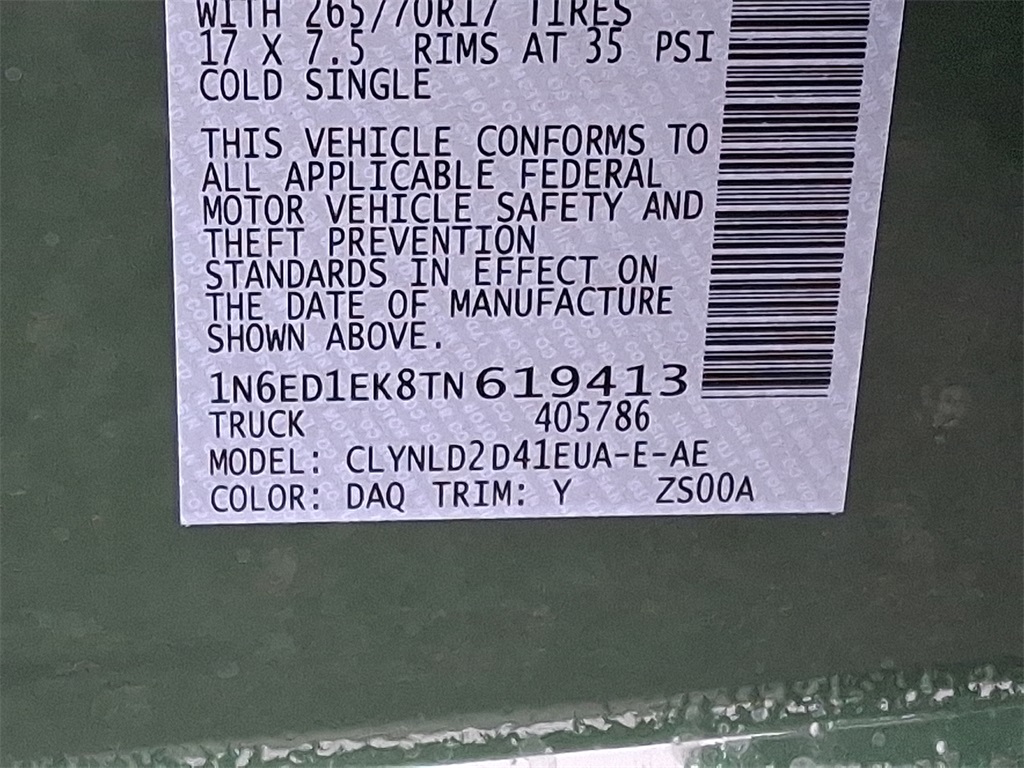 WITH 265/70R17 TIRES
17 X 7.5 RIMS AT 35 PSI
COLD SINGLE
THIS VEHICLE CONFORMS TO
ALL APPLICABLE FEDERAL
MOTOR VEHICLE SAFETY AND
THEFT PREVENTION
STANDARDS IN EFFECT ON
THE DATE OF MANUFACTURE
SHOWN ABOVE.
1N6ED1EK8TN619413
TRUCK 405786
MODEL: CLYNLD2D41EUA-E-AE
COLOR: DAQ TRIM: Y ZS00A